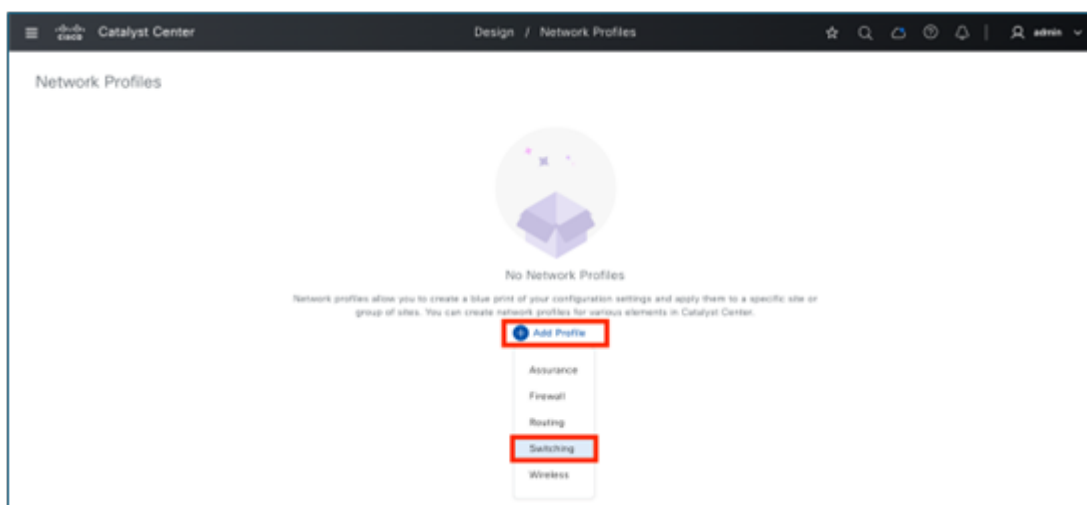 cisco Catalyst Center
Design / Network Profiles
admin
Network Profiles
No Network Profiles
Network profiles allow you to create a blue print of your configuration settings and apply them to a specific site or
group of sites. You can create network profiles for various elements in Catalyst Center.
Add Profile
Assurance
Firewall
Routing
Switching
Wireless